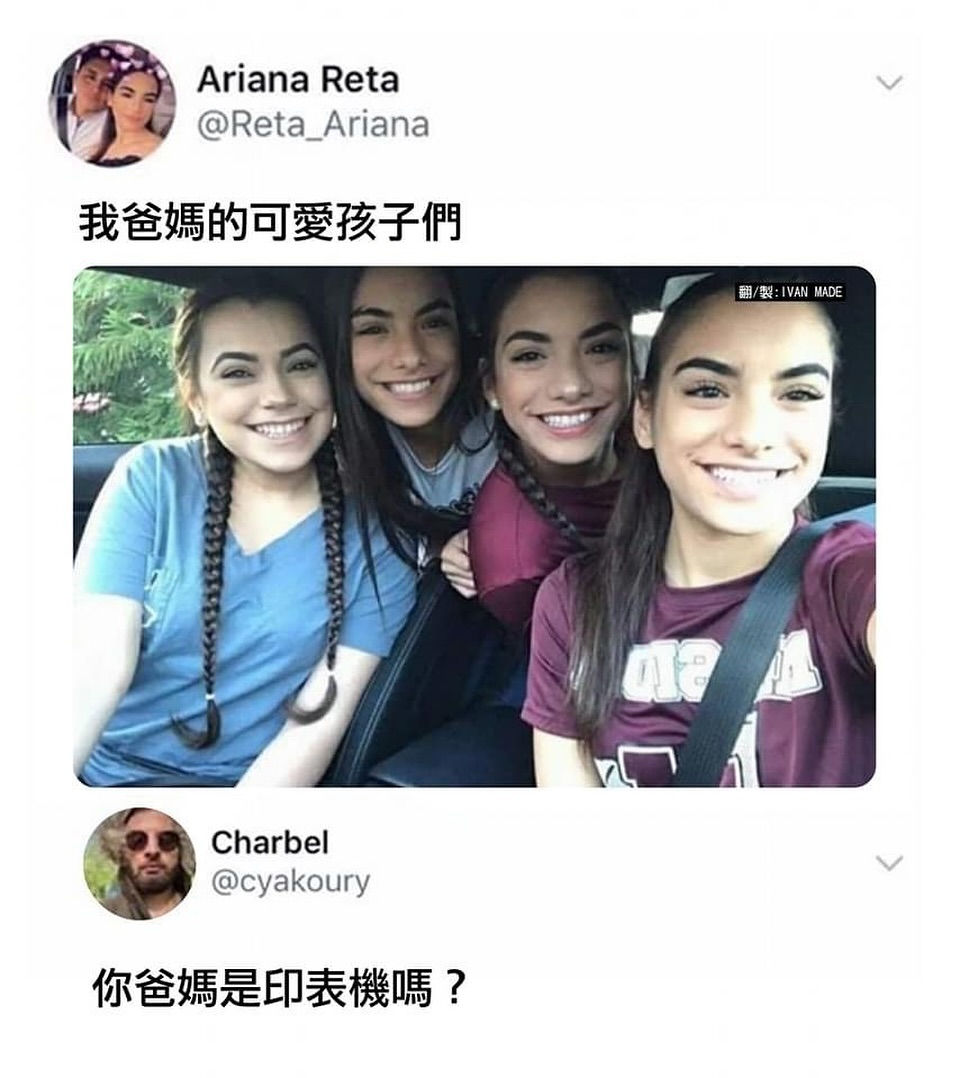 Ariana Reta
@Reta_Ariana
我爸媽的可愛孩子們
翻/製:IVAN MADE
Charbel
@cyakoury
你爸媽是印表機嗎？